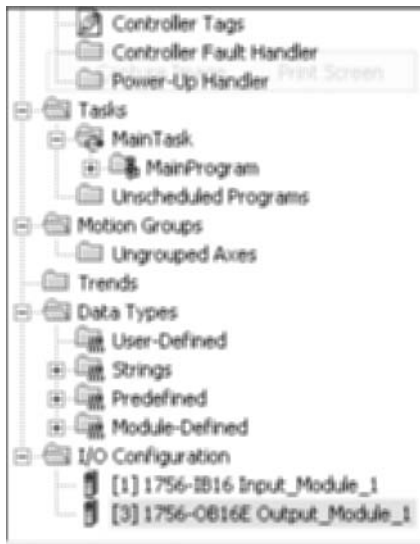 Controller Tags
Controller Fault Handler
Power-Up Handler
Print Screen
Tasks
MainTask
MainProgram
Unscheduled Programs
Motion Groups
Ungrouped Axes
Trends
Data Types
User-Defined
Strings
Predefined
Module-Defined
I/O Configuration
[1] 1756-IB16 Input_Module_1
[3] 1756-OB16E Output_Module_1